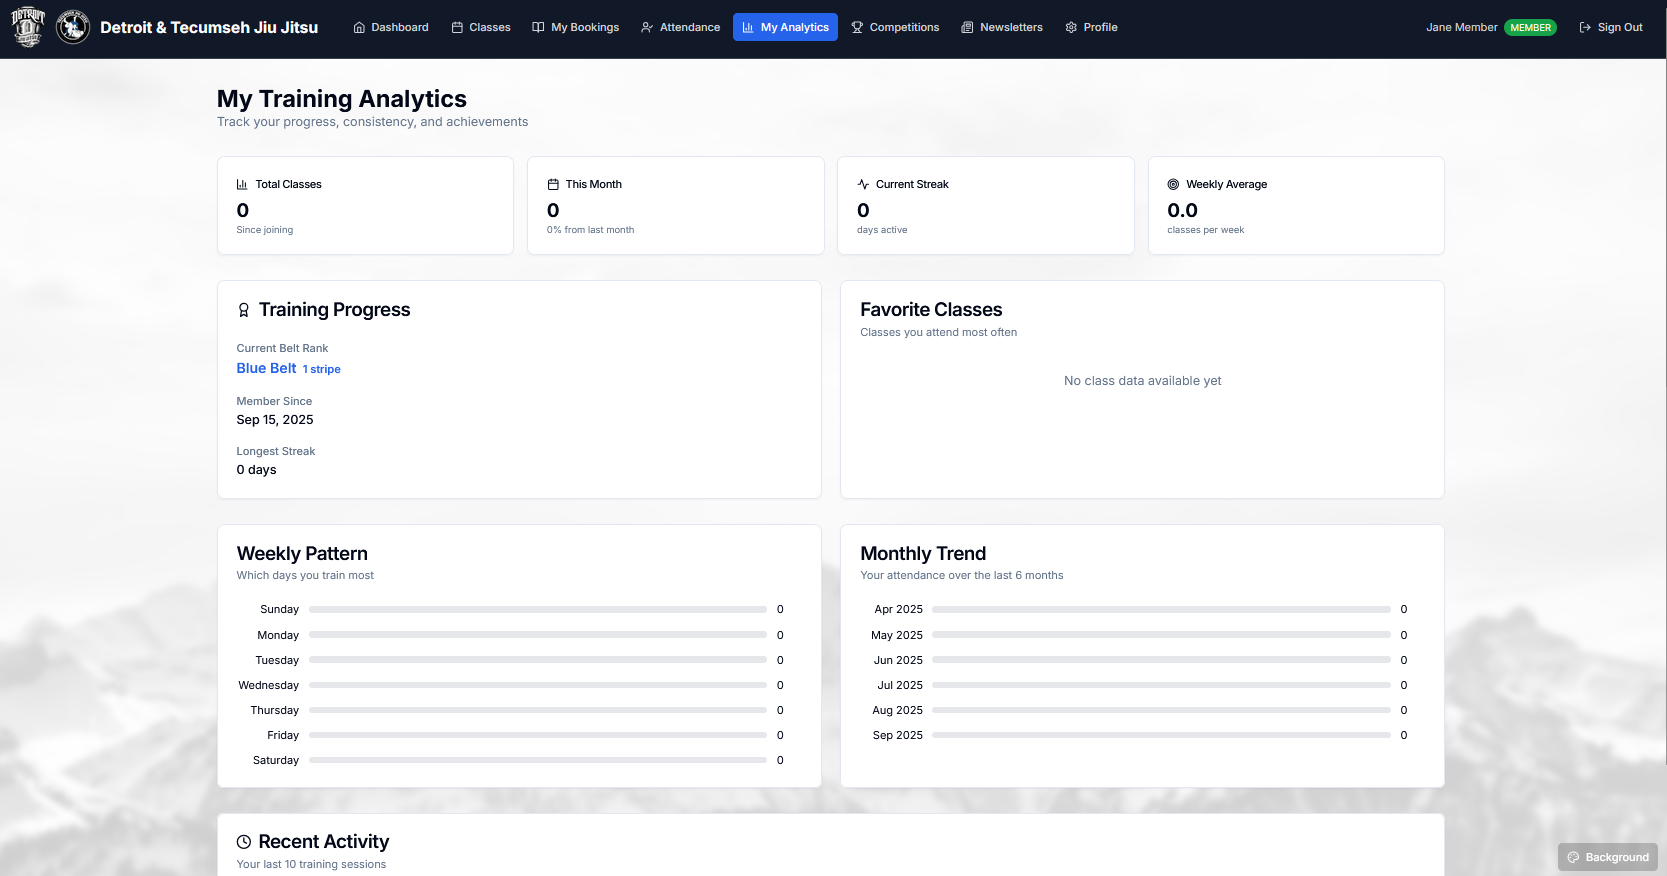 DETROIT
Detroit & Tecumseh Jiu Jitsu
Dashboard
Classes
My Bookings
Attendance
My Analytics
Competitions
Newsletters
Profile
Jane Member
MEMBER
Sign Out
My Training Analytics
Track your progress, consistency, and achievements
Total Classes
0
Since joining
This Month
0
0% from last month
Current Streak
0
days active
Weekly Average
0.0
classes per week
Training Progress
Current Belt Rank
Blue Belt 1 stripe
Member Since
Sep 15, 2025
Longest Streak
0 days
Favorite Classes
Classes you attend most often
No class data available yet
Weekly Pattern
Which days you train most
Sunday 0
Monday 0
Tuesday 0
Wednesday 0
Thursday 0
Friday 0
Saturday 0
Monthly Trend
Your attendance over the last 6 months
Apr 2025 0
May 2025 0
Jun 2025 0
Jul 2025 0
Aug 2025 0
Sep 2025 0
Recent Activity
Your last 10 training sessions
Background